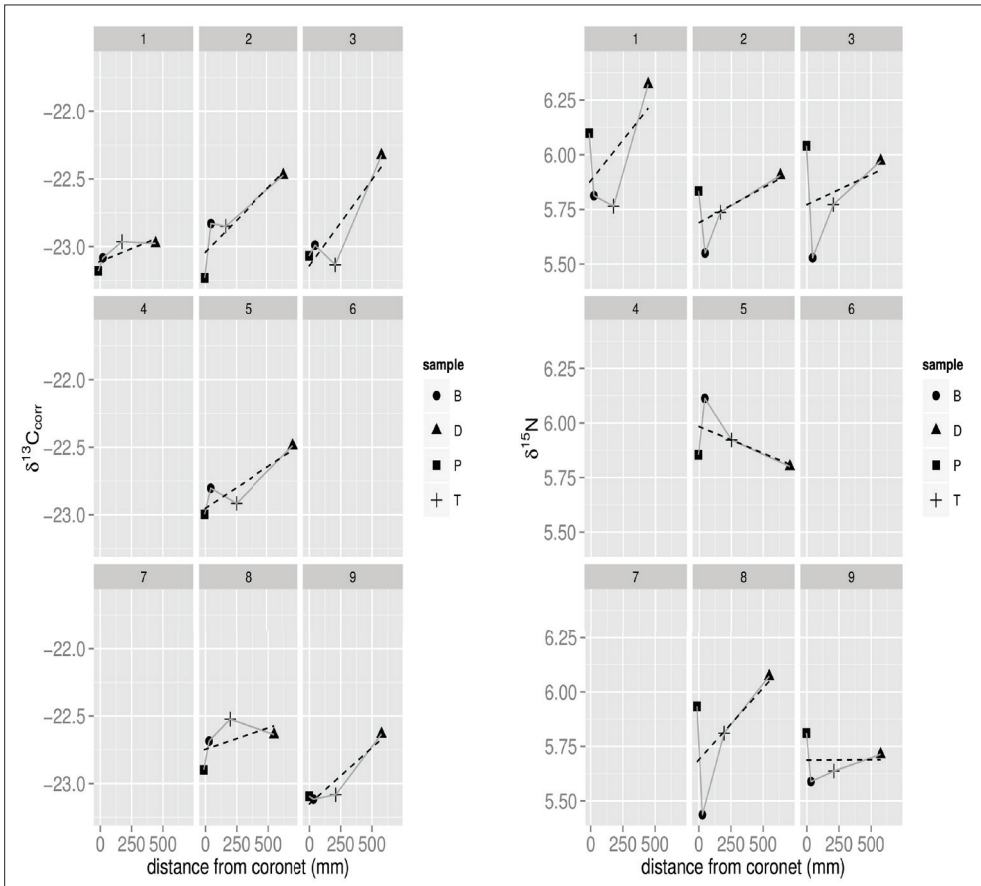 1 2 3
−22.0
−22.5
−23.0
4 5 6
−22.0
−22.5
−23.0
7 8 9
−22.0
−22.5
−23.0
0 250 500 0 250 500 0 250 500
distance from coronet (mm)
δ¹³Ccorr
sample
B
D
P
T
1 2 3
6.25
6.00
5.75
5.50
4 5 6
6.25
6.00
5.75
5.50
7 8 9
6.25
6.00
5.75
5.50
0 250 500 0 250 500 0 250 500
distance from coronet (mm)
δ¹⁵N
sample
B
D
P
T